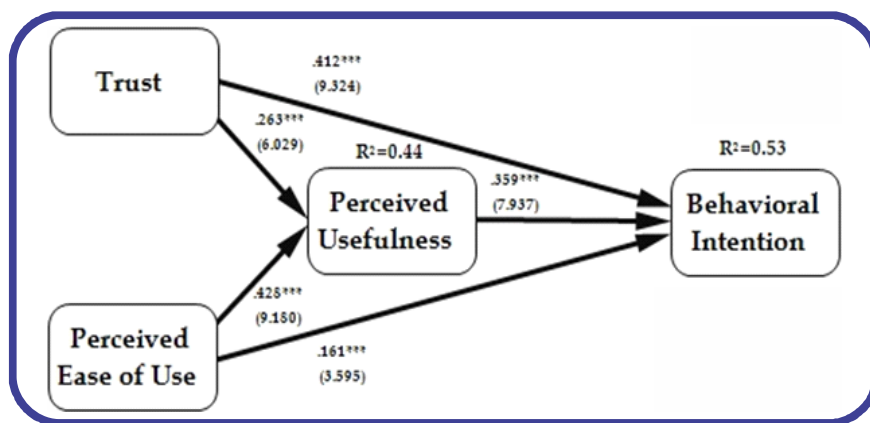 Trust
.412***
(9.324)
.263***
(6.029)
R²=0.44
R²=0.53
.359***
(7.937)
Perceived
Usefulness
Behavioral
Intention
.428***
(9.180)
Perceived
Ease of Use
.161***
(3.595)